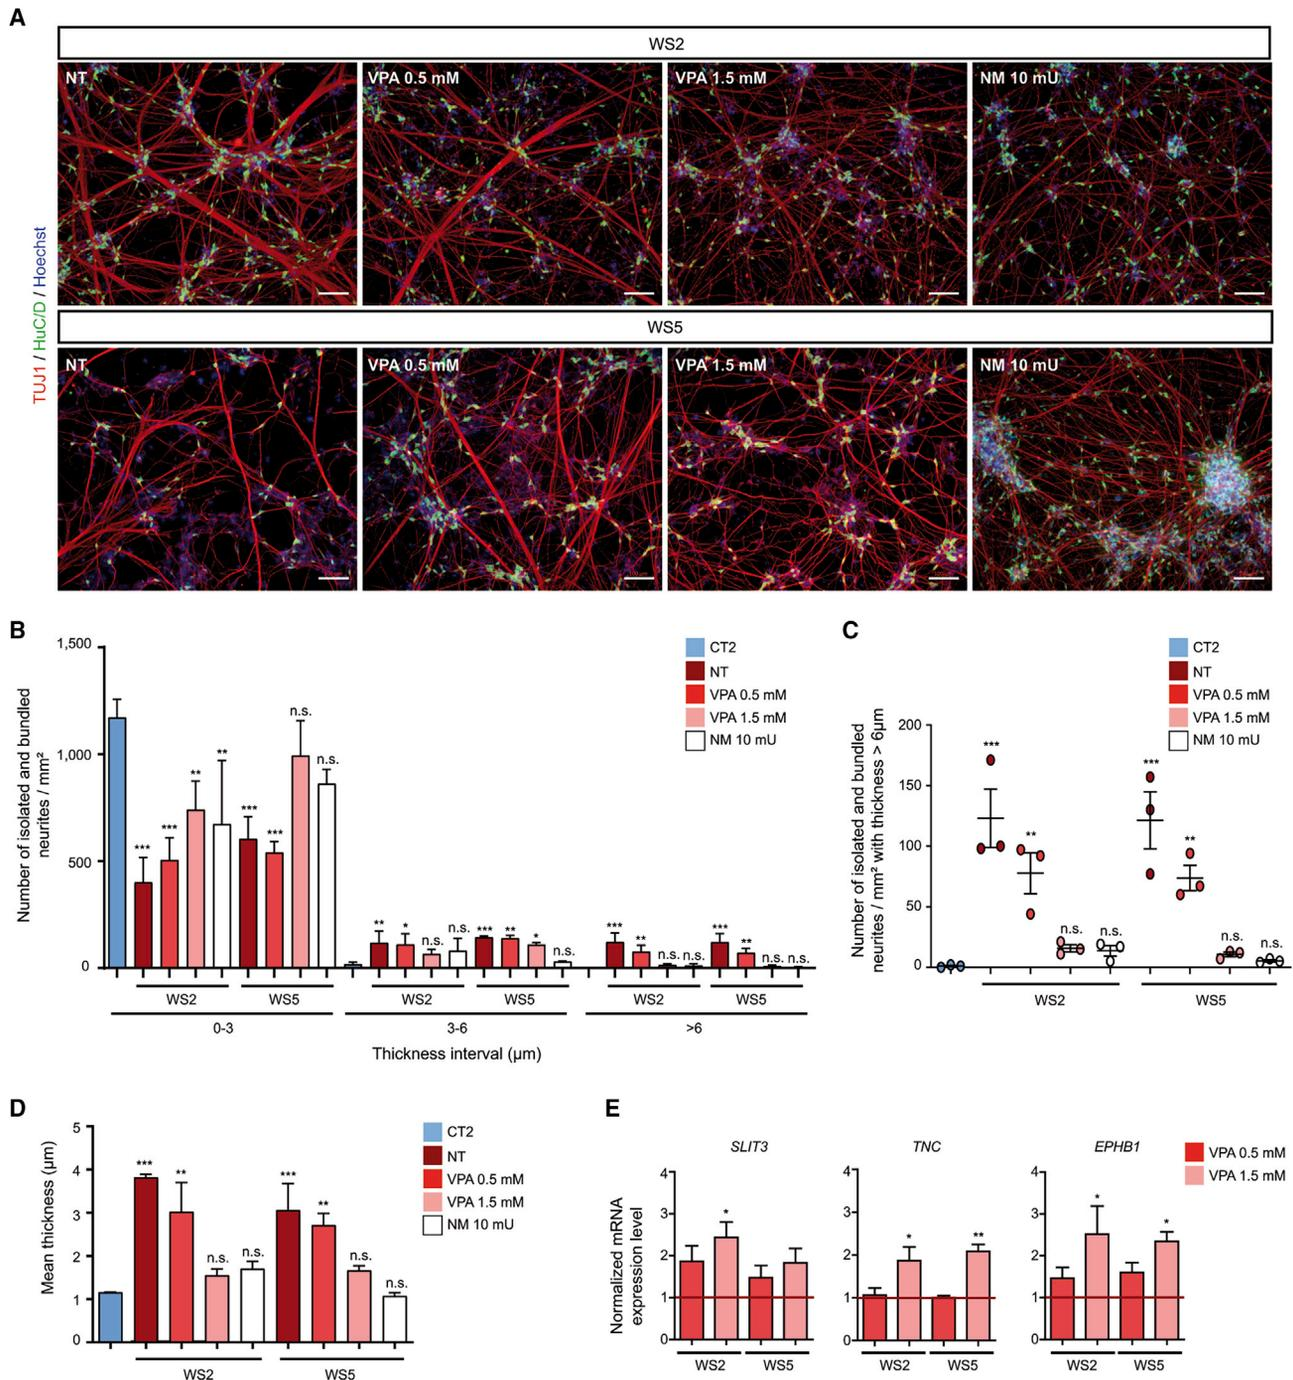 A
WS2
NT
VPA 0.5 mM
VPA 1.5 mM
NM 10 mU
TUJ1 / HuC/D / Hoechst
WS5
NT
VPA 0.5 mM
VPA 1.5 mM
NM 10 mU
B
Number of isolated and bundled
neurites / mm²
1,500
1,000
500
0
***
***
**
**
***
***
n.s.
n.s.
**
*
n.s.
n.s.
***
**
*
n.s.
***
**
n.s.
n.s.
***
**
n.s.
n.s.
CT2
NT
VPA 0.5 mM
VPA 1.5 mM
NM 10 mU
WS2
WS5
WS2
WS5
WS2
WS5
0-3
3-6
>6
Thickness interval (µm)
C
Number of isolated and bundled
neurites / mm² with thickness > 6µm
CT2
NT
VPA 0.5 mM
VPA 1.5 mM
NM 10 mU
200
150
100
50
0
***
**
n.s.
n.s.
***
**
n.s.
n.s.
WS2
WS5
D
Mean thickness (µm)
5
4
3
2
1
0
***
**
n.s.
n.s.
***
**
n.s.
n.s.
CT2
NT
VPA 0.5 mM
VPA 1.5 mM
NM 10 mU
WS2
WS5
E
Normalized mRNA
expression level
SLIT3
4
3
2
1
0
*
WS2
WS5
TNC
4
3
2
1
0
*
**
WS2
WS5
EPHB1
4
3
2
1
0
*
*
WS2
WS5
VPA 0.5 mM
VPA 1.5 mM